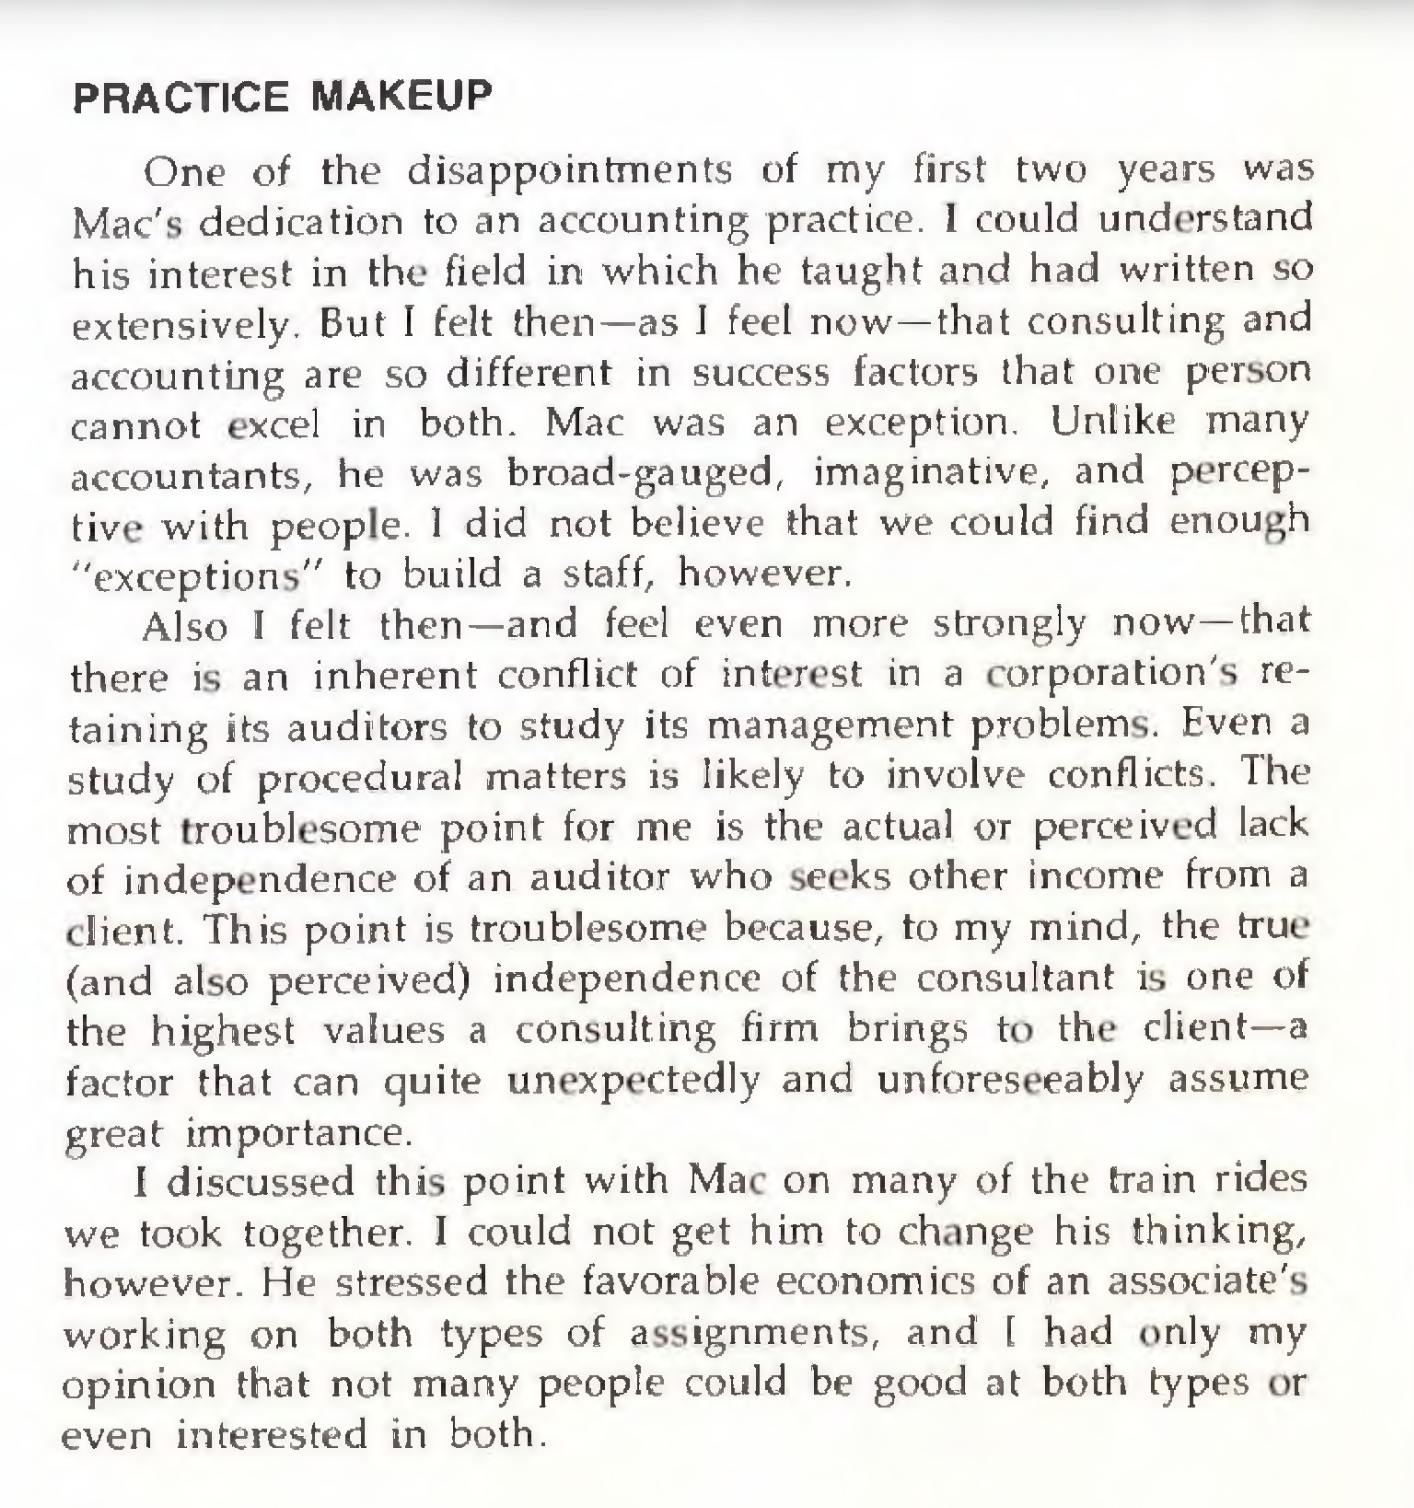 PRACTICE MAKEUP
One of the disappointments of my first two years was
Mac's dedication to an accounting practice. I could understand
his interest in the field in which he taught and had written so
extensively. But I felt then—as I feel now—that consulting and
accounting are so different in success factors that one person
cannot excel in both. Mac was an exception. Unlike many
accountants, he was broad-gauged, imaginative, and percep-
tive with people. I did not believe that we could find enough
"exceptions" to build a staff, however.
Also I felt then—and feel even more strongly now—that
there is an inherent conflict of interest in a corporation's re-
taining its auditors to study its management problems. Even a
study of procedural matters is likely to involve conflicts. The
most troublesome point for me is the actual or perceived lack
of independence of an auditor who seeks other income from a
client. This point is troublesome because, to my mind, the true
(and also perceived) independence of the consultant is one of
the highest values a consulting firm brings to the client—a
factor that can quite unexpectedly and unforeseeably assume
great importance.
I discussed this point with Mac on many of the train rides
we took together. I could not get him to change his thinking,
however. He stressed the favorable economics of an associate's
working on both types of assignments, and I had only my
opinion that not many people could be good at both types or
even interested in both.